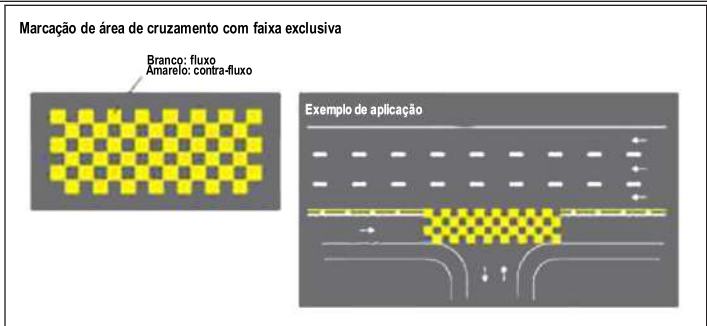 Marcação de área de cruzamento com faixa exclusiva
Branco: fluxo
Amarelo: contra-fluxo
Exemplo de aplicação